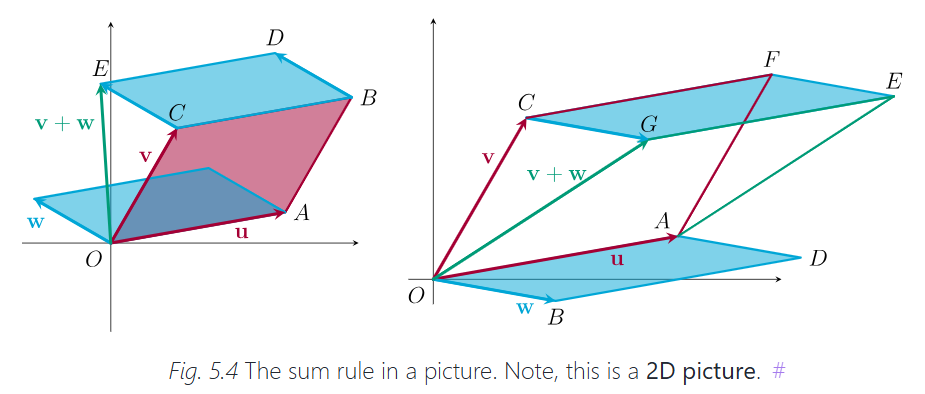 D
E
B
C
v + w
v
w
A
u
O
F
E
C
G
v
v + w
A
u
D
O
w
B
Fig. 5.4 The sum rule in a picture. Note, this is a 2D picture. #